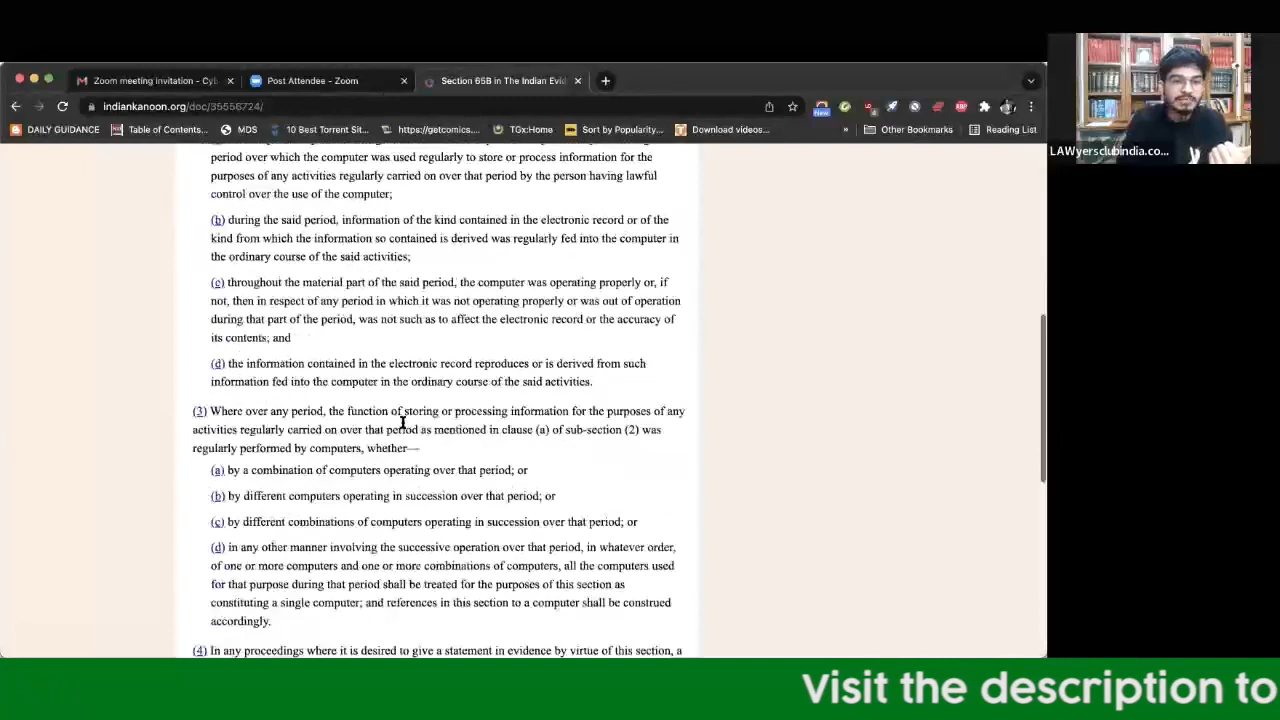 Zoom meeting invitation - Cyb
Post Attendee - Zoom
Section 65B in The Indian Evid
indiankanoon.org/doc/35556724/
New
DAILY GUIDANCE
Table of Contents...
MDS
10 Best Torrent Sit...
https://getcomics....
TGx:Home
Sort by Popularity...
Download videos...
»
Other Bookmarks
Reading List
LAWyersclubindia.co...
period over which the computer was used regularly to store or process information for the
purposes of any activities regularly carried on over that period by the person having lawful
control over the use of the computer;
(b) during the said period, information of the kind contained in the electronic record or of the
kind from which the information so contained is derived was regularly fed into the computer in
the ordinary course of the said activities;
(c) throughout the material part of the said period, the computer was operating properly or, if
not, then in respect of any period in which it was not operating properly or was out of operation
during that part of the period, was not such as to affect the electronic record or the accuracy of
its contents; and
(d) the information contained in the electronic record reproduces or is derived from such
information fed into the computer in the ordinary course of the said activities.
(3) Where over any period, the function of storing or processing information for the purposes of any
activities regularly carried on over that period as mentioned in clause (a) of sub-section (2) was
regularly performed by computers, whether—
(a) by a combination of computers operating over that period; or
(b) by different computers operating in succession over that period; or
(c) by different combinations of computers operating in succession over that period; or
(d) in any other manner involving the successive operation over that period, in whatever order,
of one or more computers and one or more combinations of computers, all the computers used
for that purpose during that period shall be treated for the purposes of this section as
constituting a single computer; and references in this section to a computer shall be construed
accordingly.
(4) In any proceedings where it is desired to give a statement in evidence by virtue of this section, a
Visit the description to